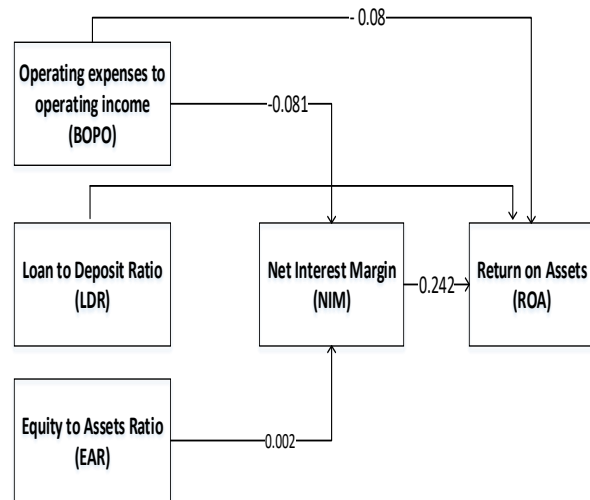 - 0.08
Operating expenses to
operating income
(BOPO)
-0.081
Loan to Deposit Ratio
(LDR)
Net Interest Margin
(NIM)
0.242
Return on Assets
(ROA)
Equity to Assets Ratio
(EAR)
0.002